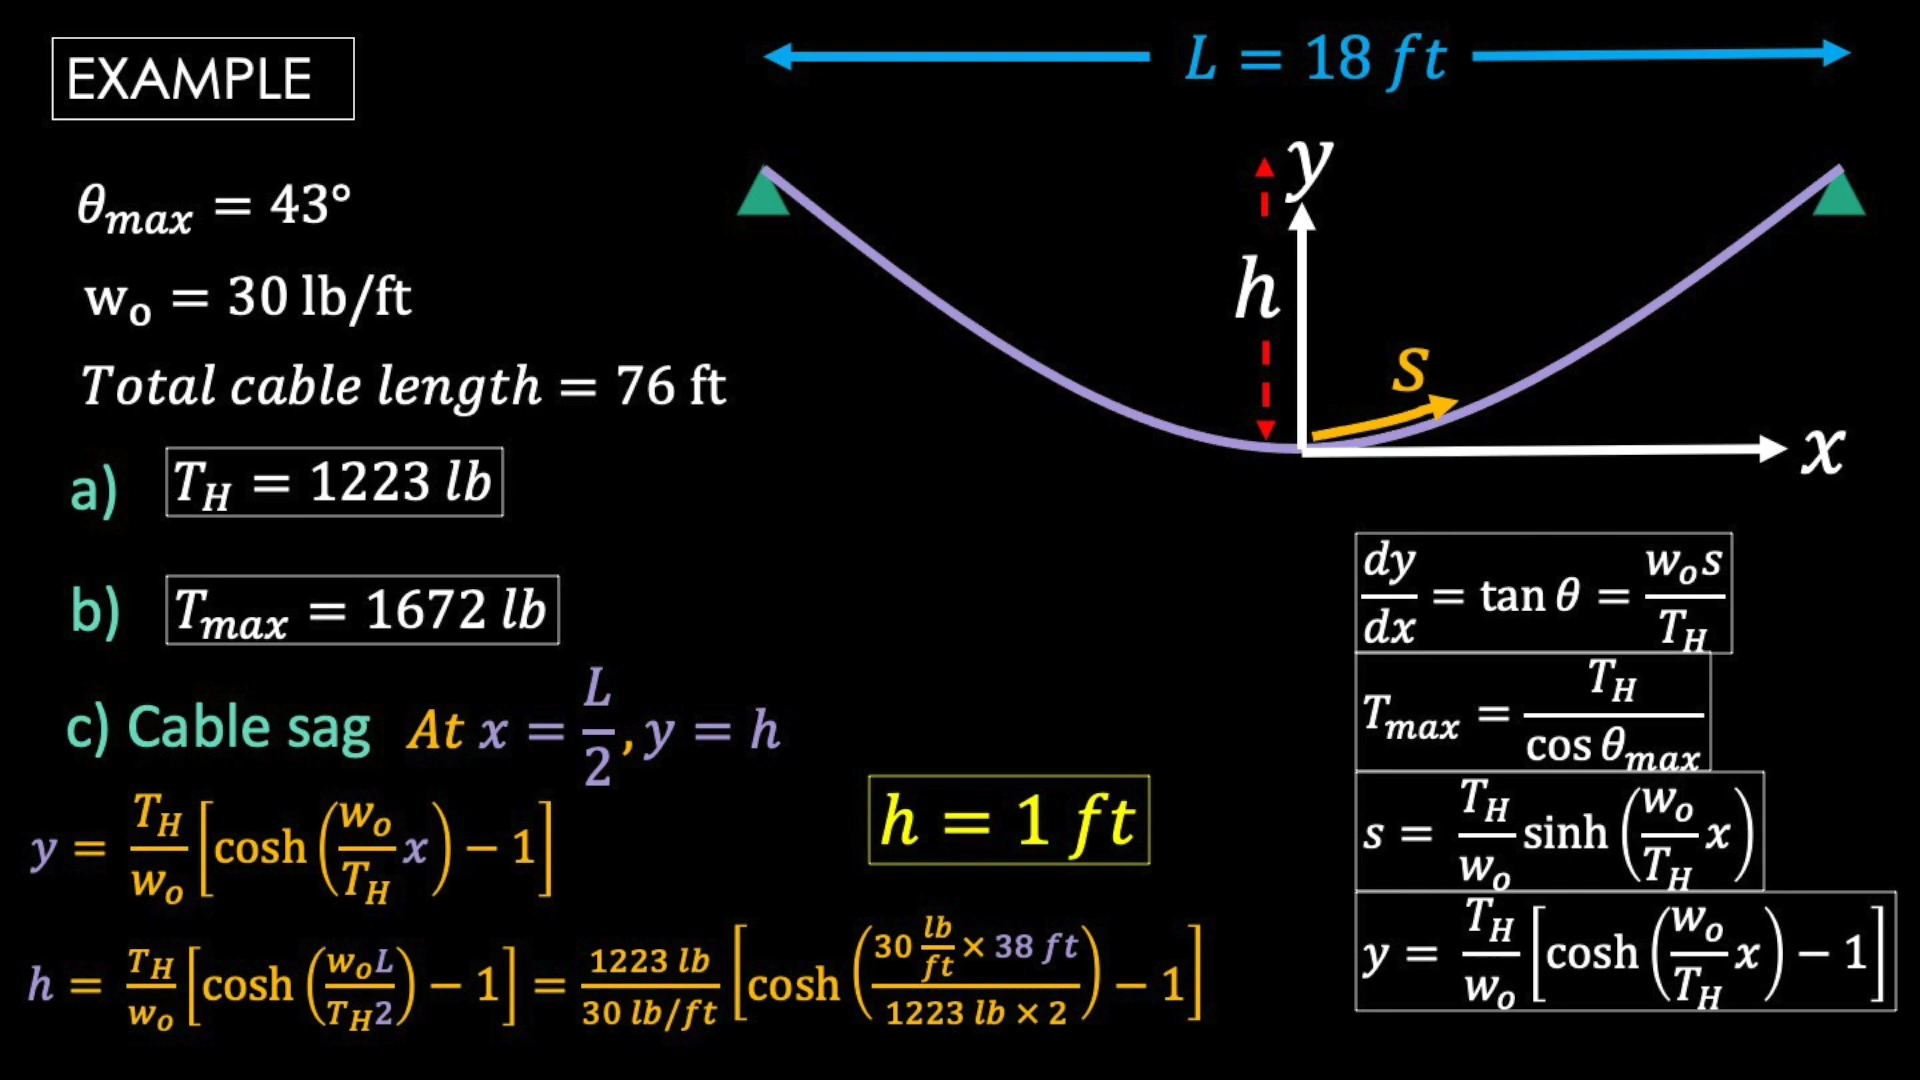 EXAMPLE
L = 18 ft
θmax = 43°
wo = 30 lb/ft
Total cable length = 76 ft
a) TH = 1223 lb
b) Tmax = 1672 lb
c) Cable sag At x = L/2, y = h
y = TH/wo [cosh (wo/TH x) − 1]
h = TH/wo [cosh (woL/TH2) − 1] = 1223 lb/30 lb/ft [cosh (30 lb/ft × 38 ft/1223 lb × 2) − 1]
h = 1 ft
y
h
s
x
dy/dx = tan θ = wos/TH
Tmax = TH/cos θmax
s = TH/wo sinh (wo/TH x)
y = TH/wo [cosh (wo/TH x) − 1]